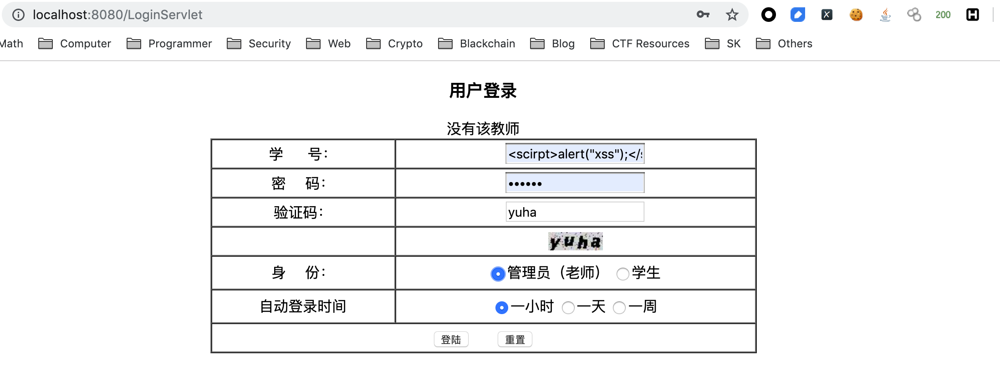 localhost:8080/LoginServlet
200
Math Computer Programmer Security Web Crypto Blackchain Blog CTF Resources SK Others
用户登录
没有该教师
学 号： <scirpt>alert("xss");</s
密 码： ••••••
验证码： yuha
yuha
身 份： 管理员（老师） 学生
自动登录时间 一小时 一天 一周
登陆 重置